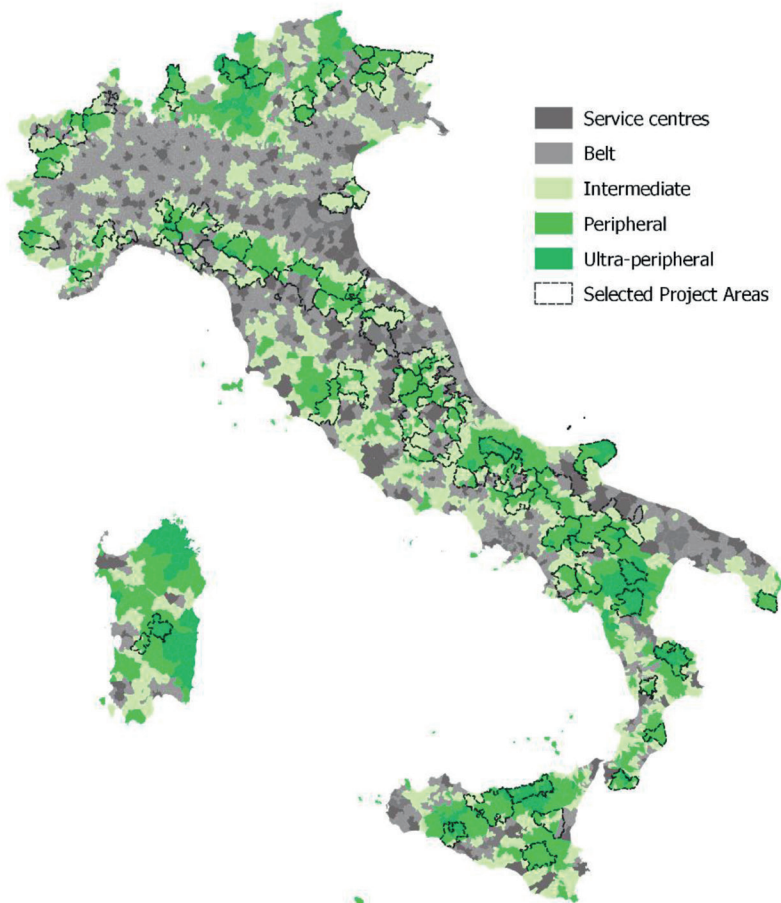 Service centres
Belt
Intermediate
Peripheral
Ultra-peripheral
Selected Project Areas